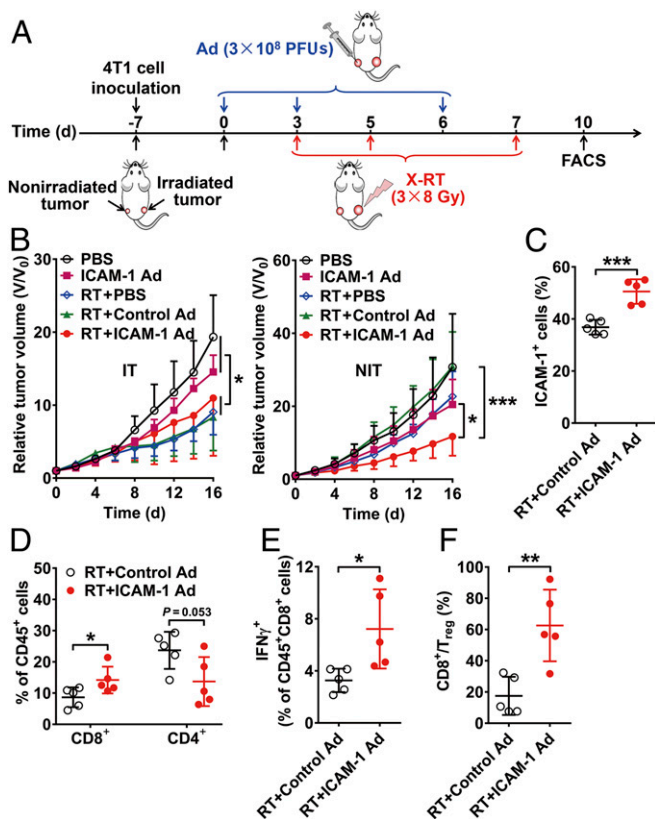 A
Ad (3×10⁸ PFUs)
4T1 cell
inoculation
Time (d)
-7 0 3 5 6 7 10
FACS
Nonirradiated
tumor
Irradiated
tumor
X-RT
(3×8 Gy)
B
Relative tumor volume (V/V₀)
30
20
10
0
PBS
ICAM-1 Ad
RT+PBS
RT+Control Ad
RT+ICAM-1 Ad
IT
*
0 4 8 12 16
Time (d)
Relative tumor volume (V/V₀)
60
40
20
0
PBS
ICAM-1 Ad
RT+PBS
RT+Control Ad
RT+ICAM-1 Ad
NIT
*
***
0 4 8 12 16
Time (d)
C
ICAM-1⁺ cells (%)
60
40
20
0
***
RT+Control Ad
RT+ICAM-1 Ad
D
% of CD45⁺ cells
50
40
30
20
10
0
RT+Control Ad
RT+ICAM-1 Ad
*
P = 0.053
CD8⁺ CD4⁺
E
IFNγ⁺
(% of CD45⁺CD8⁺ cells)
12
8
4
0
*
RT+Control Ad
RT+ICAM-1 Ad
F
CD8⁺/Treg (%)
100
80
60
40
20
0
**
RT+Control Ad
RT+ICAM-1 Ad